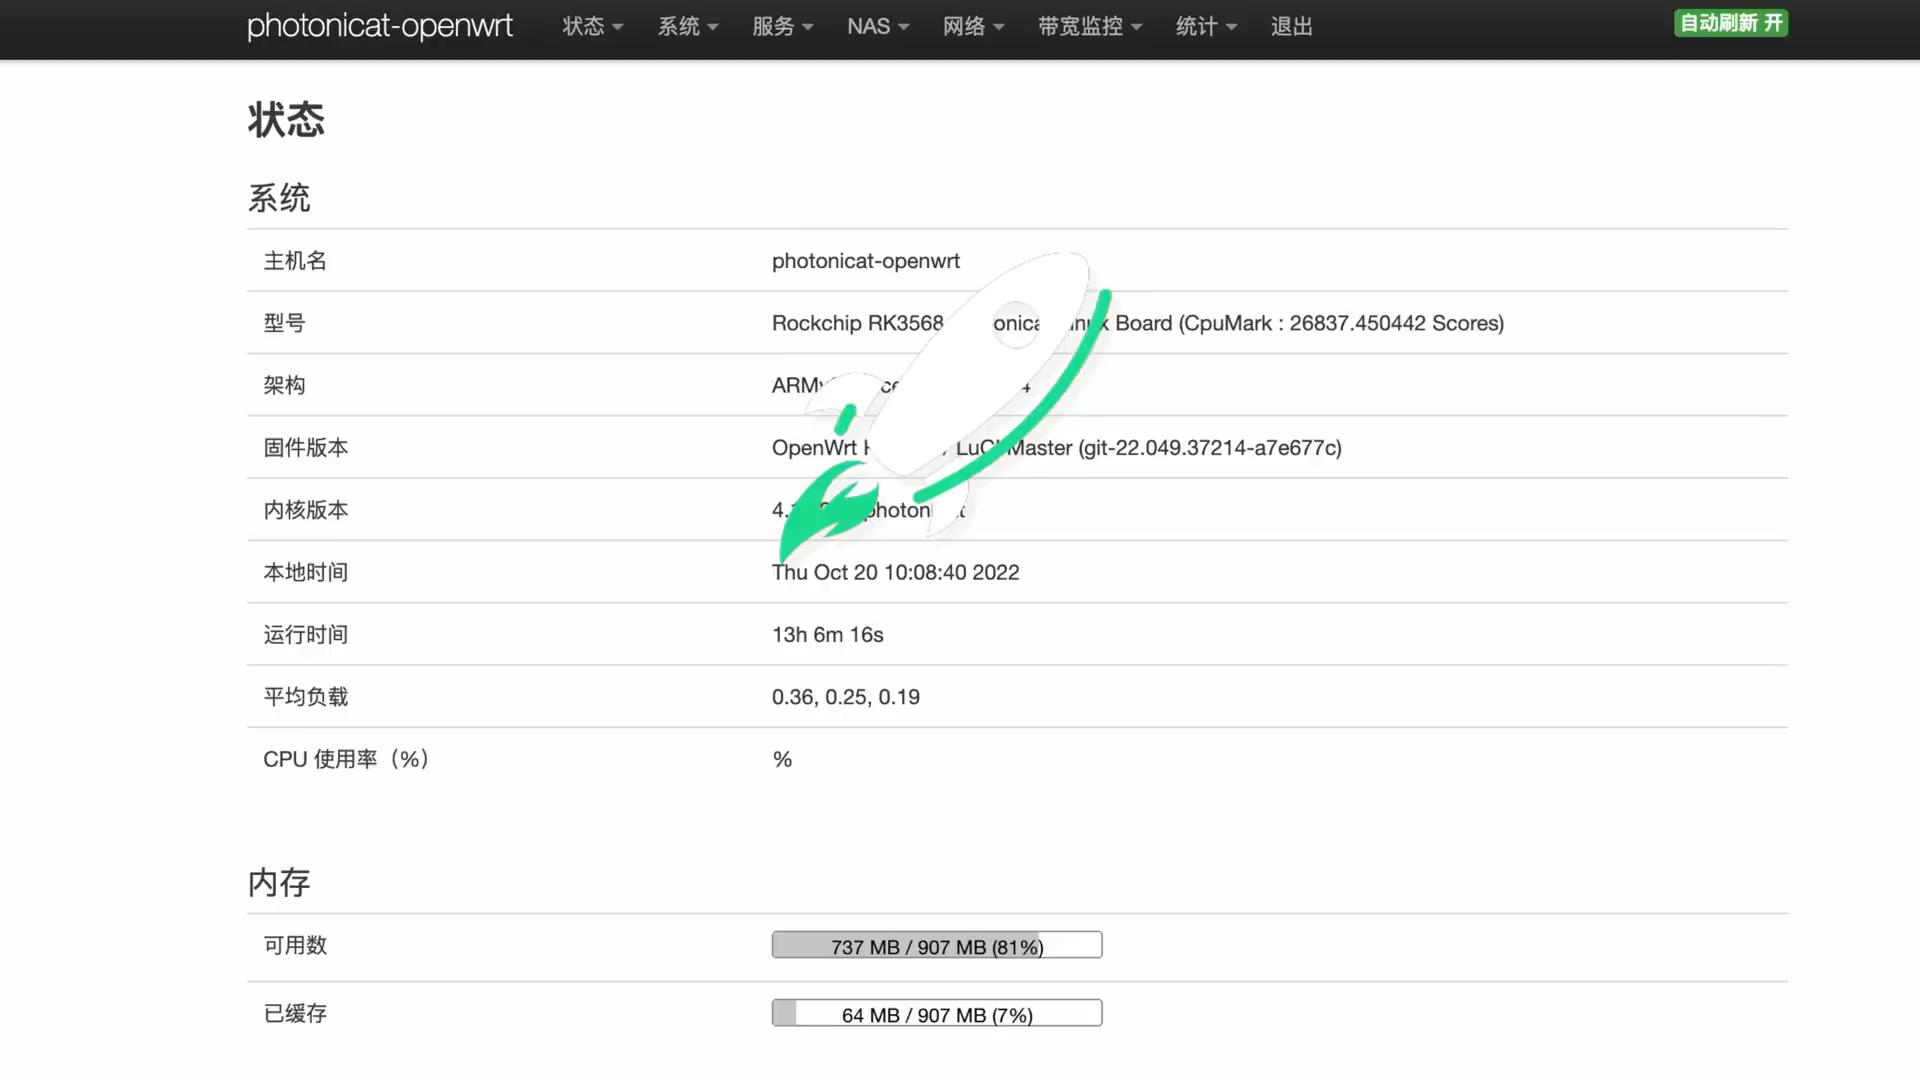 photonicat-openwrt 状态 系统 服务 NAS 网络 带宽监控 统计 退出 自动刷新 开
状态
系统
主机名 photonicat-openwrt
型号 Rockchip RK3568 Board (CpuMark : 26837.450442 Scores)
架构
固件版本 OpenWrt LuCI Master (git-22.049.37214-a7e677c)
内核版本
本地时间 Thu Oct 20 10:08:40 2022
运行时间 13h 6m 16s
平均负载 0.36, 0.25, 0.19
CPU 使用率（%） %
内存
可用数 737 MB / 907 MB (81%)
已缓存 64 MB / 907 MB (7%)